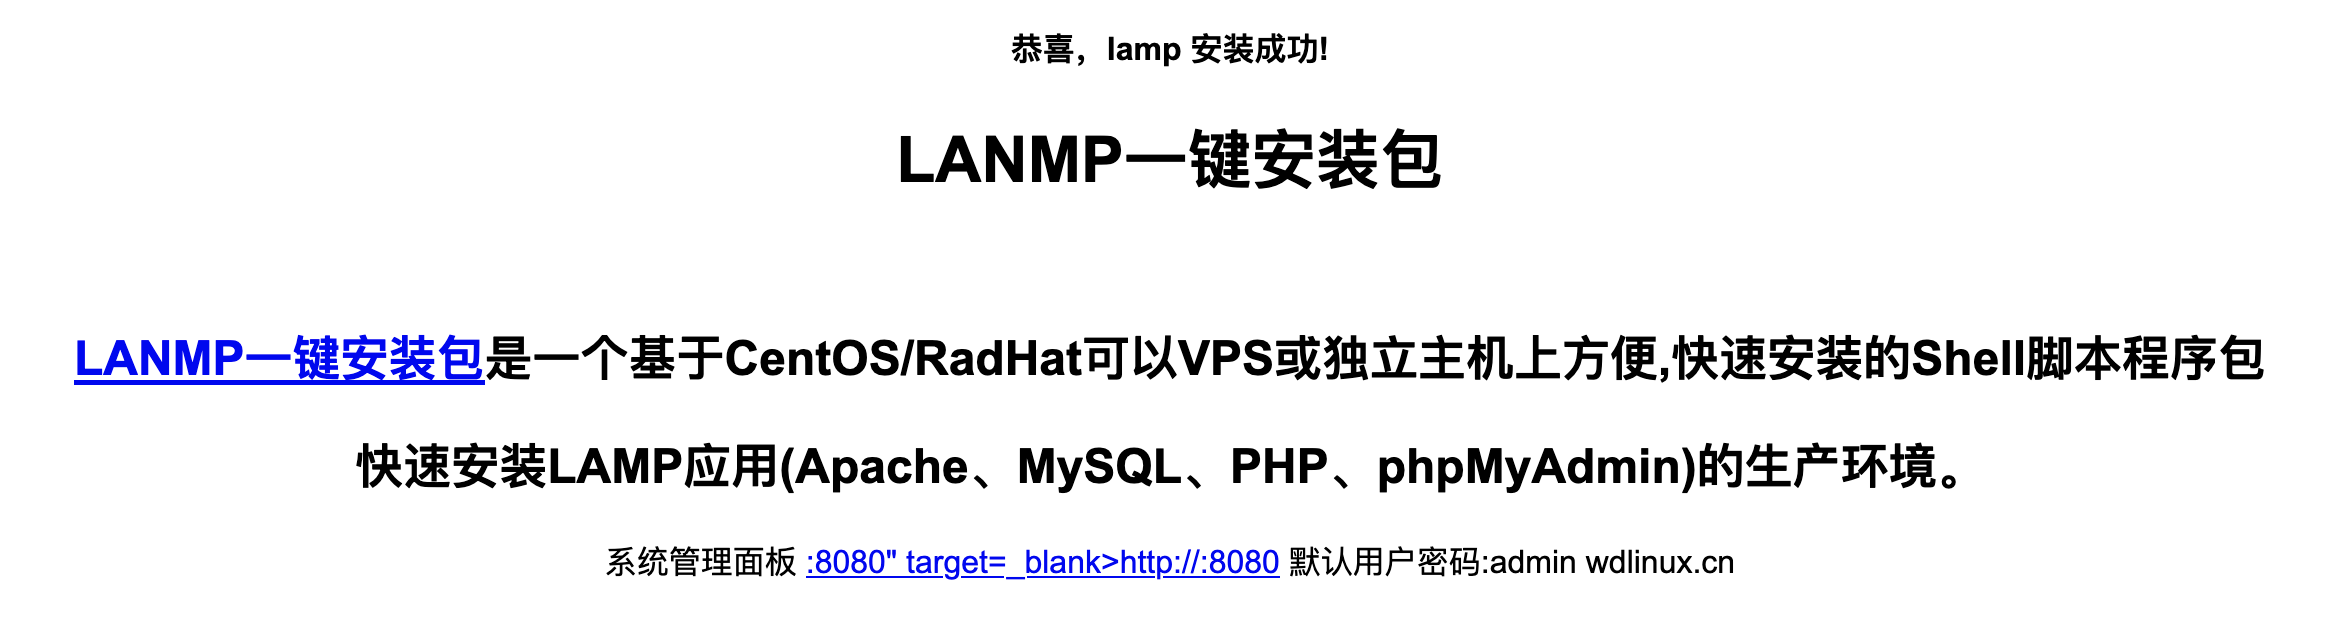 恭喜，lamp 安装成功!
LANMP一键安装包
LANMP一键安装包是一个基于CentOS/RadHat可以VPS或独立主机上方便,快速安装的Shell脚本程序包
快速安装LAMP应用(Apache、MySQL、PHP、phpMyAdmin)的生产环境。
系统管理面板 :8080" target=_blank>http://:8080 默认用户密码:admin wdlinux.cn